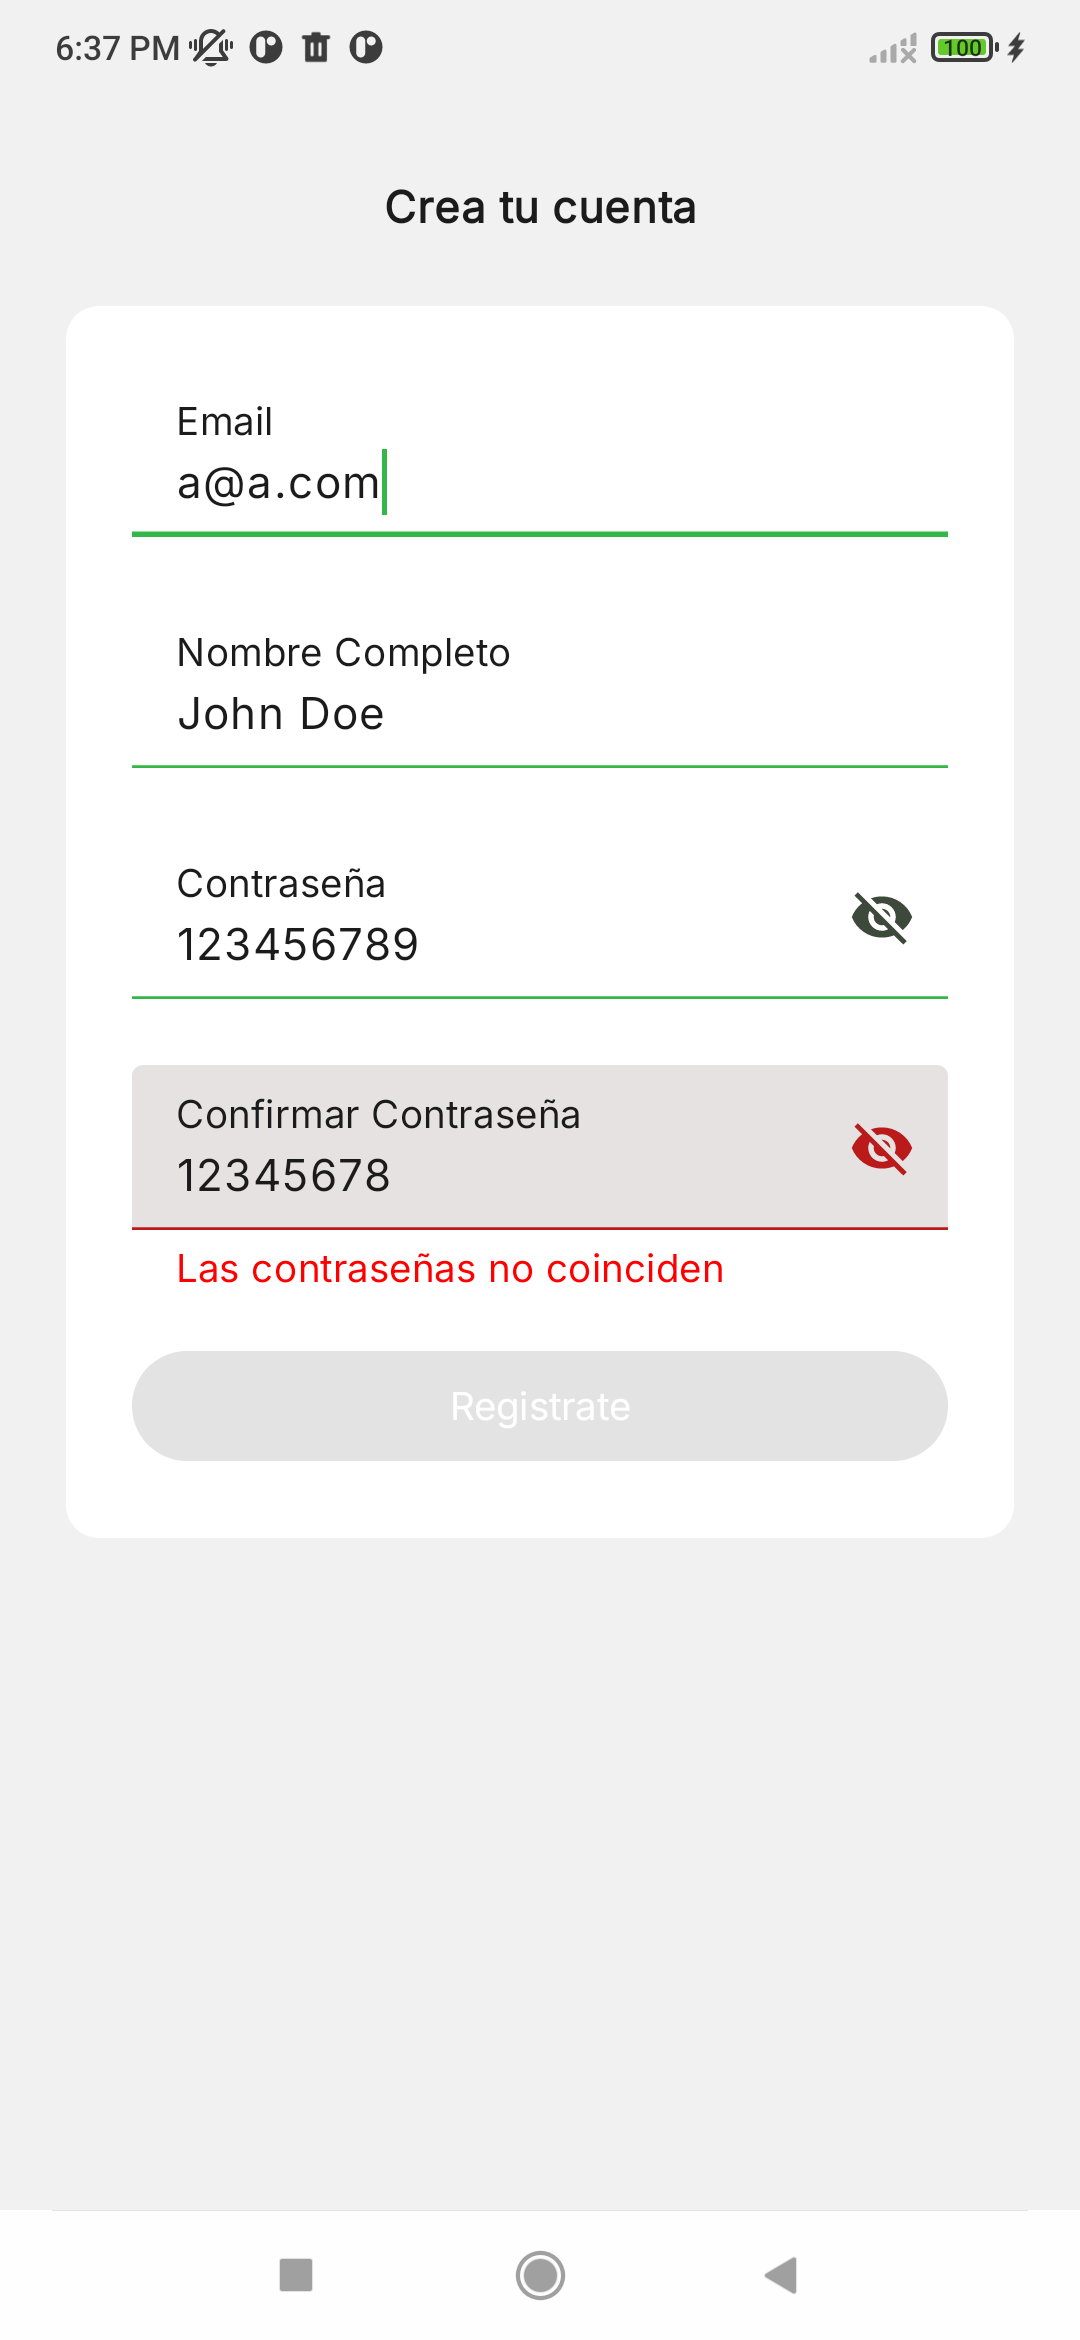 6:37 PM
100
Crea tu cuenta
Email
a@a.com
Nombre Completo
John Doe
Contraseña
123456789
Confirmar Contraseña
12345678
Las contraseñas no coinciden
Registrate